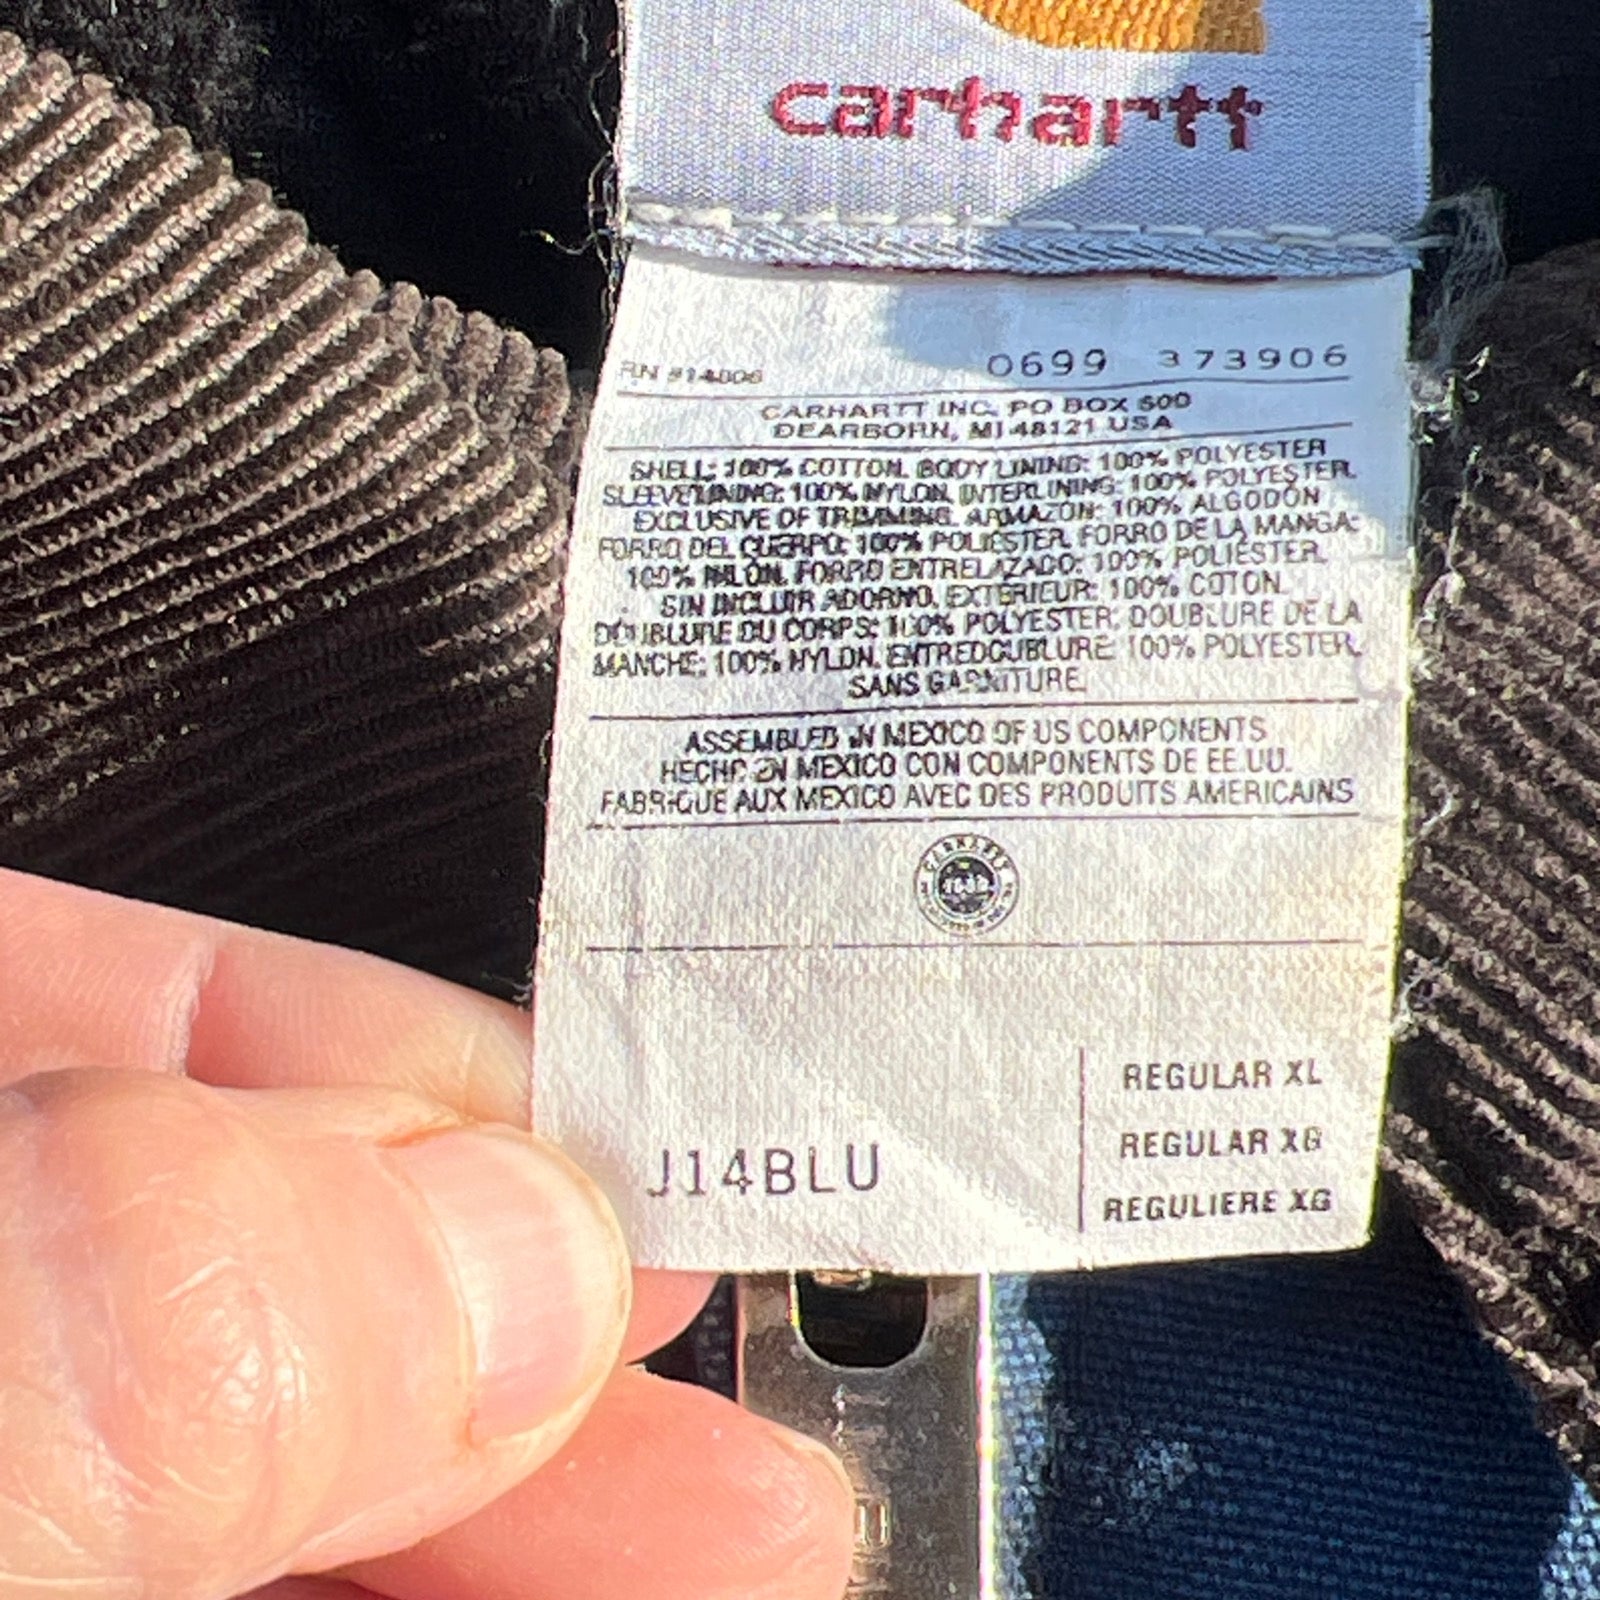 carhartt
RN #14806 0699 373906
CARHARTT INC. PO BOX 600
DEARBORN, MI 48121 USA
SHELL: 100% COTTON. BODY LINING: 100% POLYESTER
SLEEVE LINING: 100% NYLON. INTERLINING: 100% POLYESTER.
EXCLUSIVE OF TRIMMING. ARMAZON: 100% ALGODÓN
FORRO DEL CUERPO: 100% POLIÉSTER. FORRO DE LA MANGA:
100% NILÓN. FORRO ENTRELAZADO: 100% POLIÉSTER.
SIN INCLUIR ADORNO. EXTERIEUR: 100% COTON.
DOUBLURE DU CORPS: 100% POLYESTER. DOUBLURE DE LA
MANCHE: 100% NYLON. ENTREDOUBLURE 100% POLYESTER.
SANS GARNITURE.
ASSEMBLED IN MEXICO OF US COMPONENTS
HECHO EN MEXICO CON COMPONENTS DE EE.UU.
FABRIQUE AUX MEXICO AVEC DES PRODUITS AMERICAINS
CARHARTT
J14BLU
REGULAR XL
REGULAR XG
REGULIERE XG